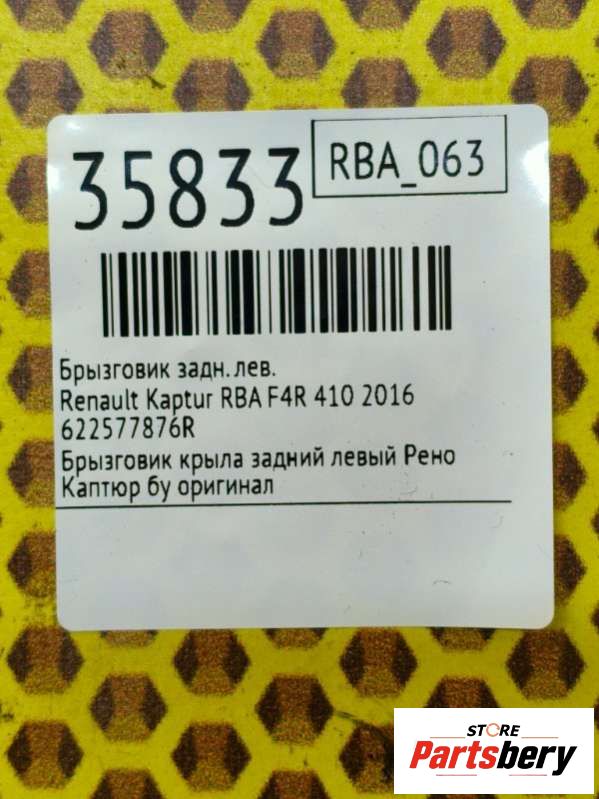 35833
RBA_063
Брызговик задн. лев.
Renault Kaptur RBA F4R 410 2016
622577876R
Брызговик крыла задний левый Рено
Каптюр бу оригинал
STORE
Partsbery